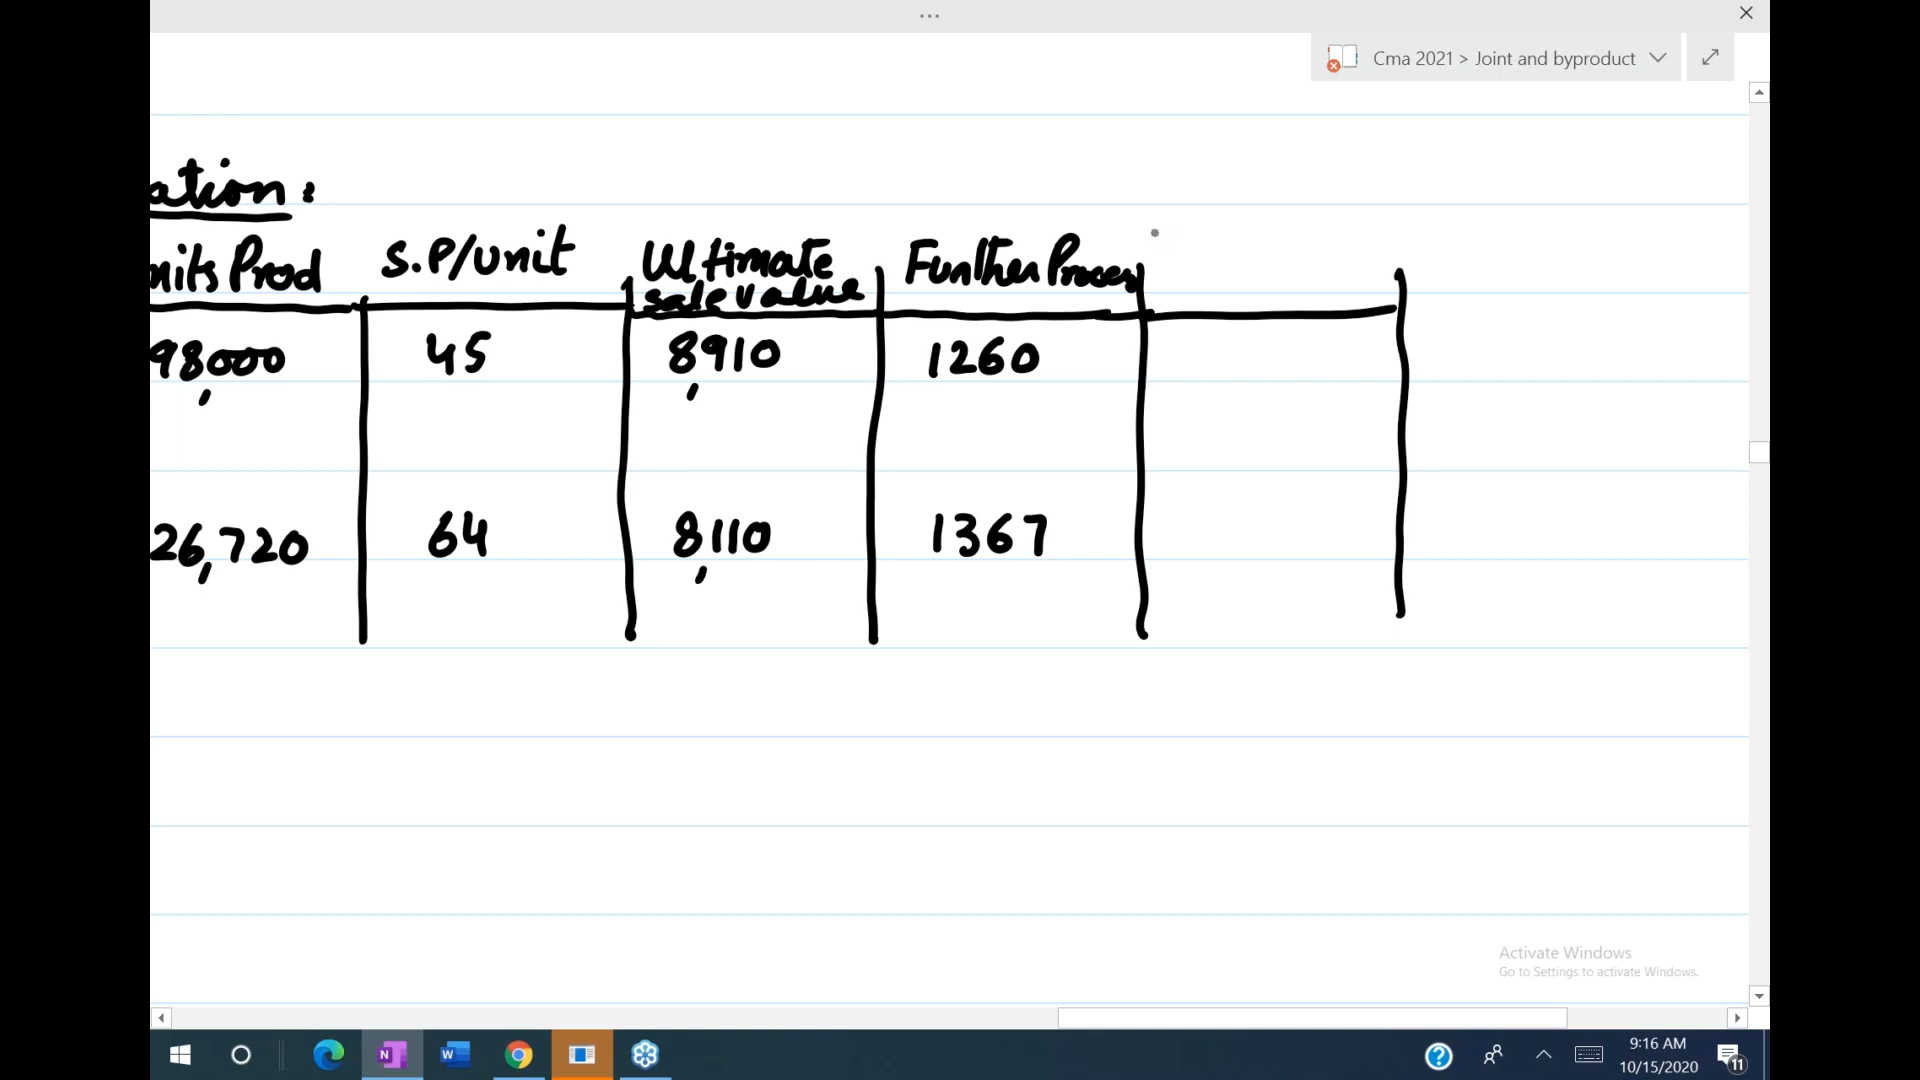 ...
Cma 2021 > Joint and byproduct
ation:
nits Prod S.P/unit Ultimate sale value Further Process
98,000 45 8,910 1260
26,720 64 8,110 1367
Activate Windows
Go to Settings to activate Windows.
9:16 AM
10/15/2020
11